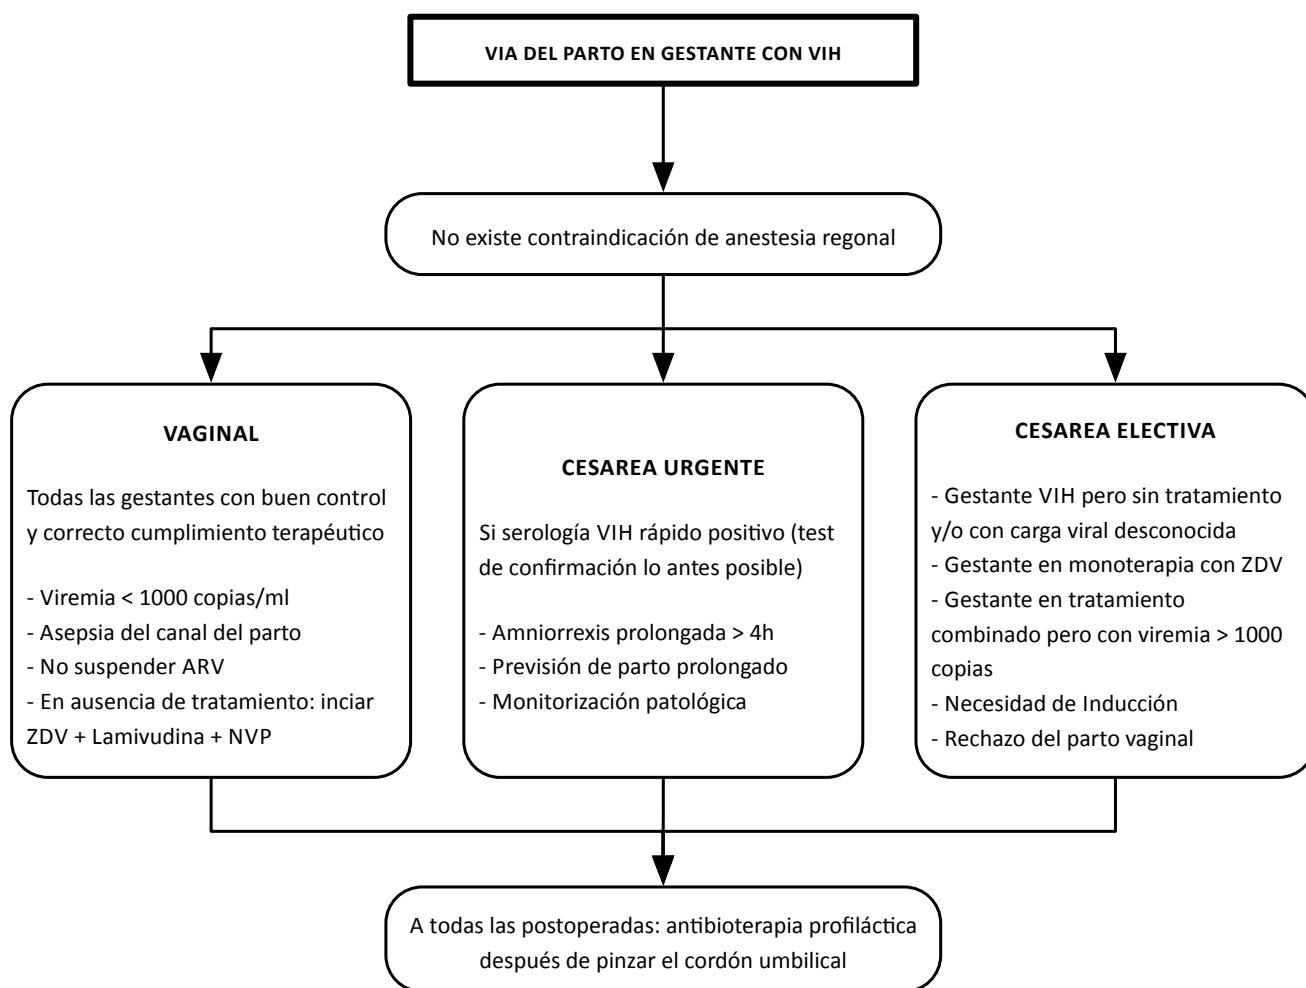 VIA DEL PARTO EN GESTANTE CON VIH
No existe contraindicación de anestesia regonal
VAGINAL
Todas las gestantes con buen control
y correcto cumplimiento terapéutico
- Viremia < 1000 copias/ml
- Asepsia del canal del parto
- No suspender ARV
- En ausencia de tratamiento: inciar
ZDV + Lamivudina + NVP
CESAREA URGENTE
Si serología VIH rápido positivo (test
de confirmación lo antes posible)
- Amniorrexis prolongada > 4h
- Previsión de parto prolongado
- Monitorización patológica
CESAREA ELECTIVA
- Gestante VIH pero sin tratamiento
y/o con carga viral desconocida
- Gestante en monoterapia con ZDV
- Gestante en tratamiento
combinado pero con viremia > 1000
copias
- Necesidad de Inducción
- Rechazo del parto vaginal
A todas las postoperadas: antibioterapia profiláctica
después de pinzar el cordón umbilical